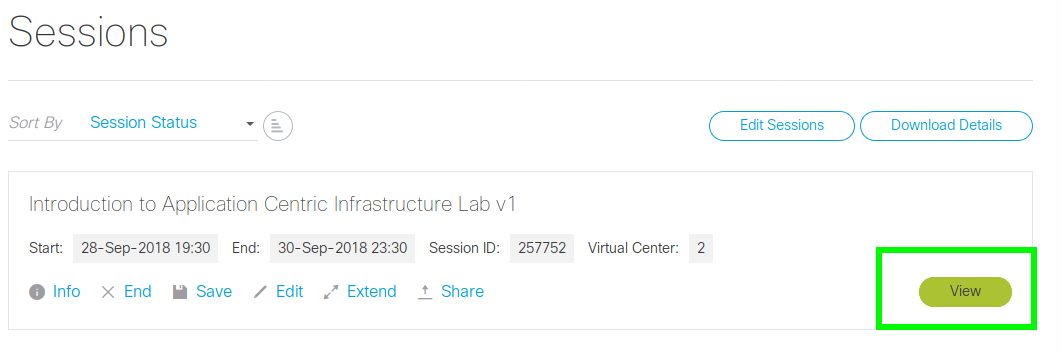 Sessions
Sort By Session Status Edit Sessions Download Details
Introduction to Application Centric Infrastructure Lab v1
Start: 28-Sep-2018 19:30 End: 30-Sep-2018 23:30 Session ID: 257752 Virtual Center: 2
Info End Save Edit Extend Share View